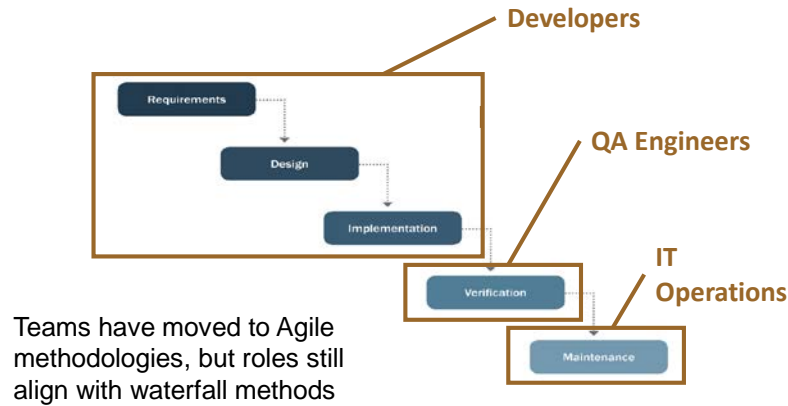 Developers
Requirements
Design
QA Engineers
Implementation
IT
Operations
Verification
Teams have moved to Agile
methodologies, but roles still
align with waterfall methods
Maintenance